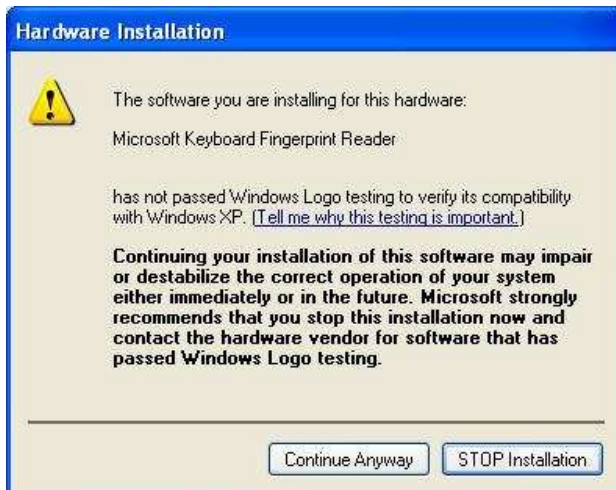 Hardware Installation
The software you are installing for this hardware:
Microsoft Keyboard Fingerprint Reader
has not passed Windows Logo testing to verify its compatibility
with Windows XP. (Tell me why this testing is important.)
Continuing your installation of this software may impair
or destabilize the correct operation of your system
either immediately or in the future. Microsoft strongly
recommends that you stop this installation now and
contact the hardware vendor for software that has
passed Windows Logo testing.
Continue Anyway
STOP Installation